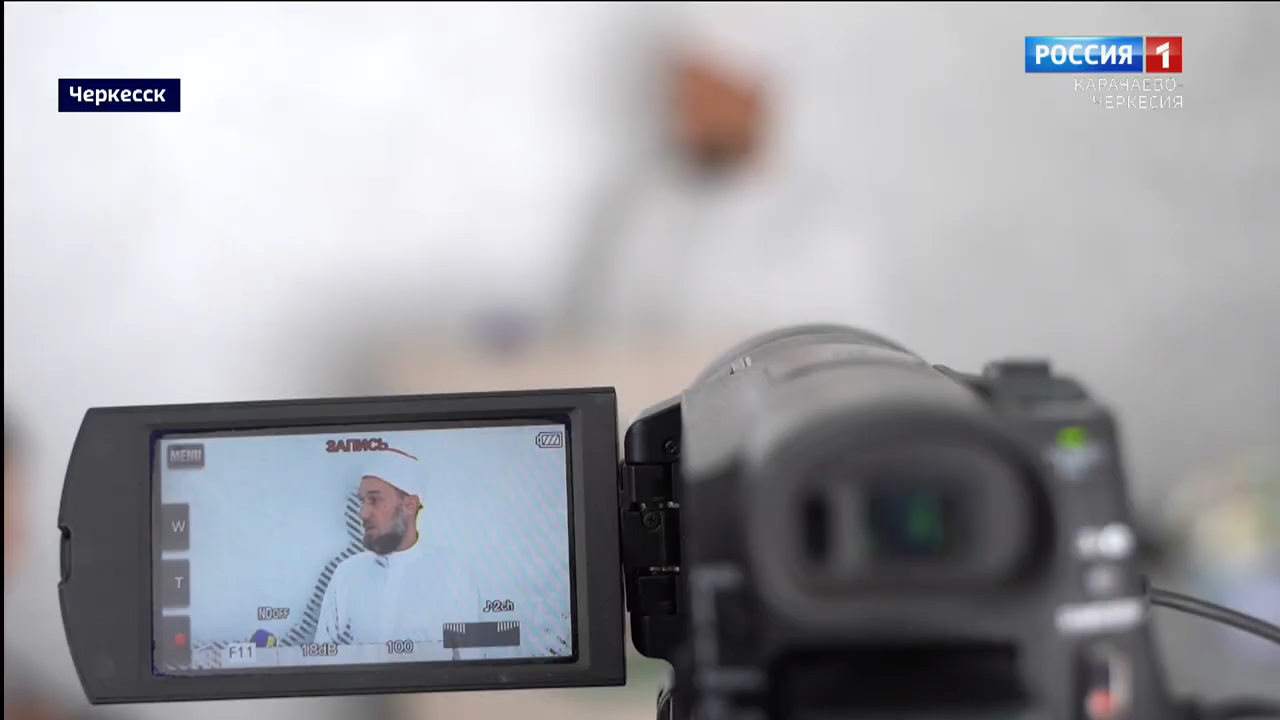 РОССИЯ 1
КАРАЧАЕВО-
ЧЕРКЕСИЯ
Черкесск
ЗАПИСЬ
MENU
W
T
NDOFF
♪2ch
F11
18dB
100